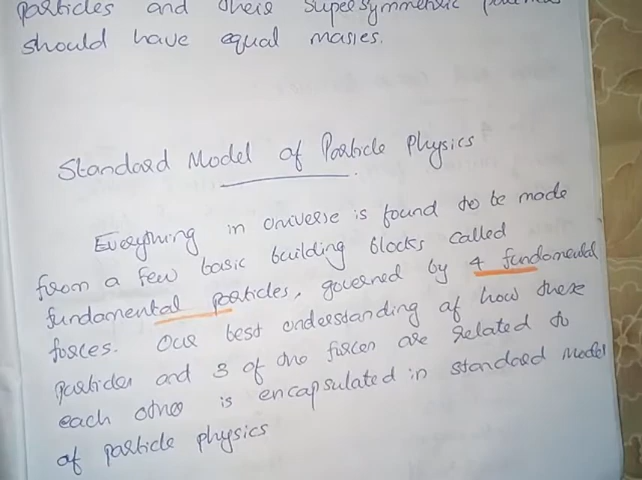 particles and their supersymmetric
should have equal masses.
Standard Model of Particle Physics
Everything in universe is found to be made
from a few basic building blocks called
fundamental particles, governed by 4 fundamental
forces. Our best understanding of how these
particles and 3 of the forces are related to
each other is encapsulated in standard model
of particle physics